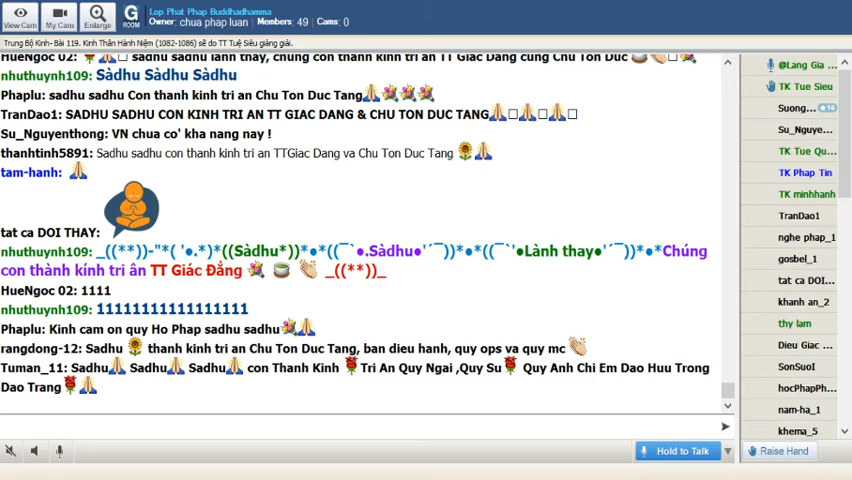 View Cam
My Cam
Enlarge
G
ROOM
Lop Phat Phap Buddhadhamma
Owner: chua phap luan Members: 49 Cams: 0
Trung Bộ Kinh- Bài 119. Kinh Thân Hành Niệm (1082-1086) sẽ do TT Tuệ Siêu giảng giải.
HueNgoc 02: 🌹🙏 sadhu sadhu lành thay, chúng con thành kính tri ân TT Giác Đẳng cùng Chư Tôn Đức
nhuthuynh109: Sàdhu Sàdhu Sàdhu
Phaplu: sadhu sadhu Con thanh kinh tri an Chu Ton Duc Tang🙏💐💐💐
TranDao1: SADHU SADHU CON KINH TRI AN TT GIAC DANG & CHU TON DUC TANG🙏□🙏□🙏□
Su_Nguyenthong: VN chua co' kha nang nay !
thanhtinh5891: Sadhu sadhu con thanh kinh tri an TTGiac Dang va Chu Ton Duc Tang 🌻🙏
tam-hanh: 🙏
tat ca DOI THAY:
nhuthuynh109: _((**))-"*( '●.*)*((Sàdhu*))*●*((¯`●.Sàdhu●'´¯))*●*((¯`'●Lành thay●'´¯))*●*Chúng
con thành kính tri ân TT Giác Đẳng 💐 🍵 👏 _((**))_
HueNgoc 02: 1111
nhuthuynh109: 11111111111111111
Phaplu: Kinh cam on quy Ho Phap sadhu sadhu💐🙏
rangdong-12: Sadhu 🌻 thanh kinh tri an Chu Ton Duc Tang, ban dieu hanh, quy ops va quy mc 👏
Tuman_11: Sadhu🙏 Sadhu🙏 Sadhu🙏 con Thanh Kinh 🌹Tri An Quy Ngai ,Quy Su🌹 Quy Anh Chi Em Dao Huu Trong
Dao Trang🌹🙏
@Lang Gia ...
TK Tue Sieu
Suong... ★10
Su_Nguye...
TK Tue Qu...
TK Phap Tin
TK minhhanh
TranDao1
nghe phap_1
gosbel_1
tat ca DOI...
khanh an_2
thy lam
Dieu Giac ...
SonSuoI
hocPhapPh...
nam-ha_1
khema_5
Hold to Talk
Raise Hand